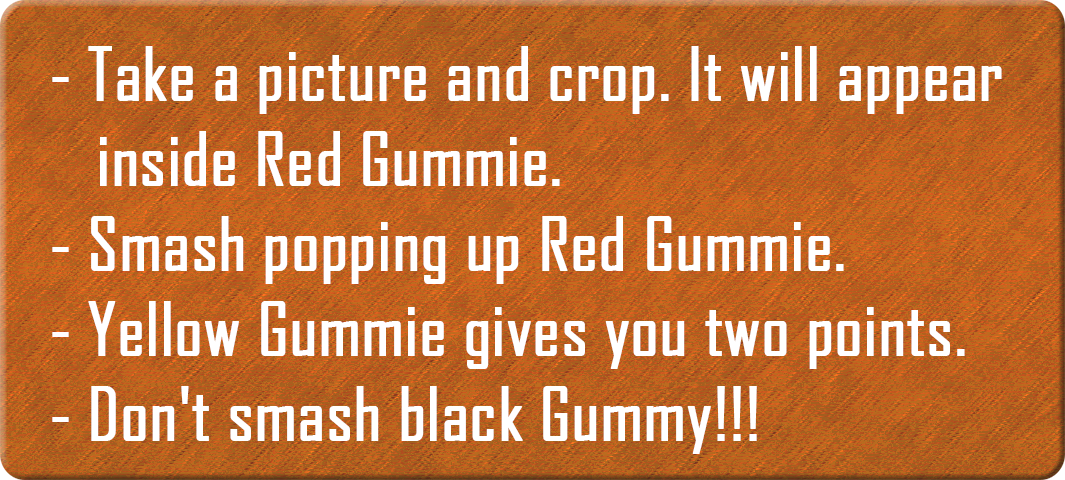 - Take a picture and crop. It will appear
inside Red Gummie.
- Smash popping up Red Gummie.
- Yellow Gummie gives you two points.
- Don't smash black Gummy!!!